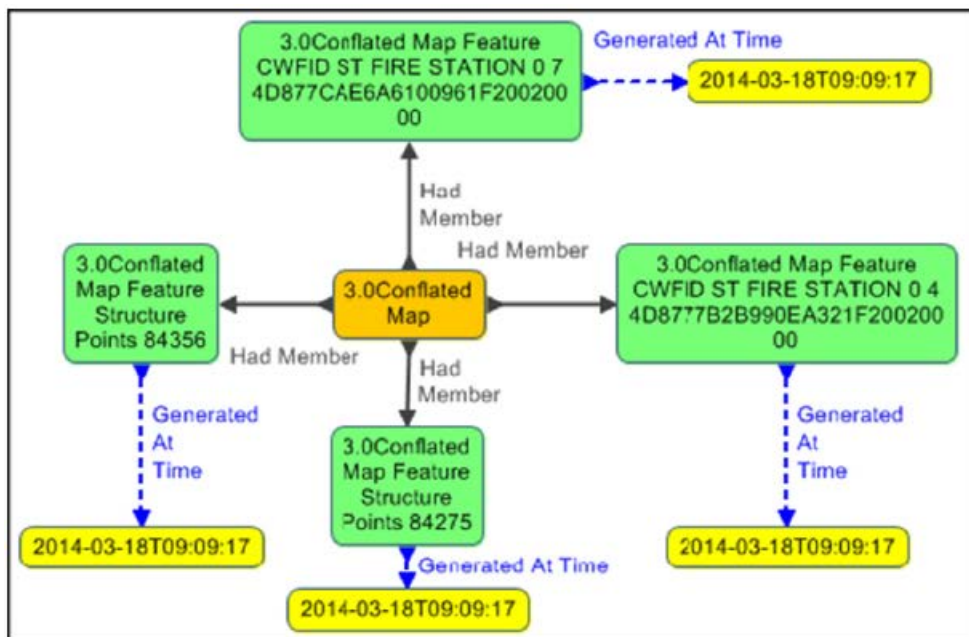 3.0Conflated Map Feature
CWFID ST FIRE STATION 0 7
4D877CAE6A6100961F200200
00
Generated At Time
2014-03-18T09:09:17
Had
Member
Had Member
3.0Conflated
Map Feature
Structure
Points 84356
3.0Conflated
Map
3.0Conflated Map Feature
CWFID ST FIRE STATION 0 4
4D8777B2B990EA321F200200
00
Had Member
Had
Member
Generated
At
Time
3.0Conflated
Map Feature
Structure
Points 84275
Generated
At
Time
2014-03-18T09:09:17
Generated At Time
2014-03-18T09:09:17
2014-03-18T09:09:17